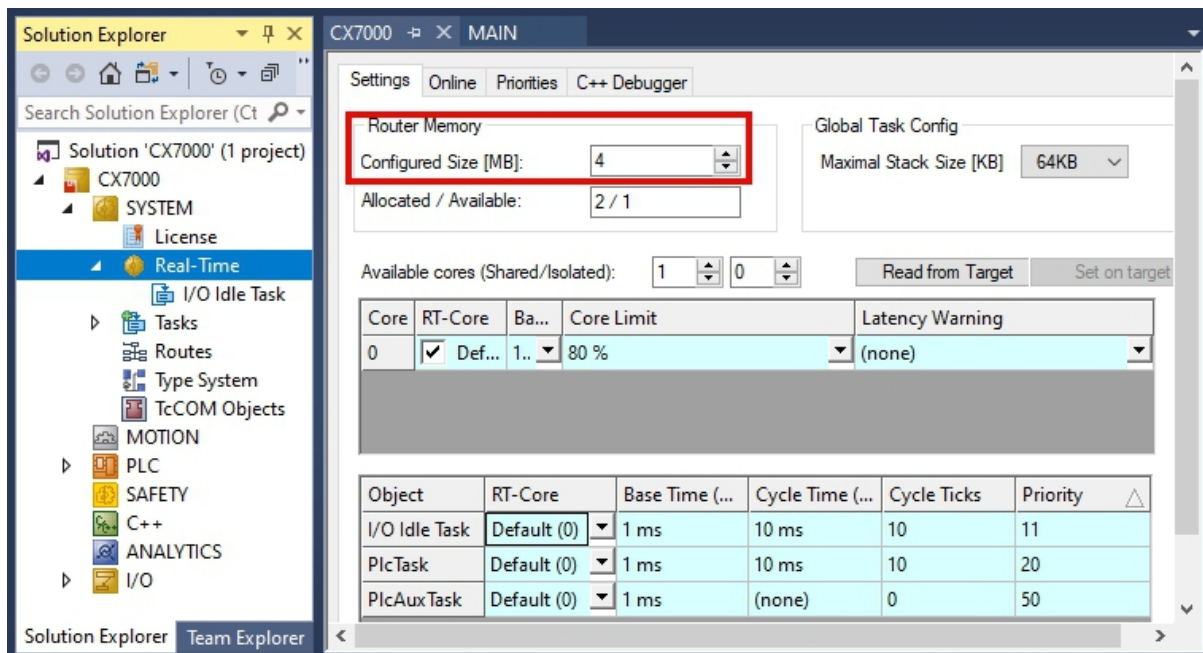 Solution Explorer
Search Solution Explorer (Ct
Solution 'CX7000' (1 project)
CX7000
SYSTEM
License
Real-Time
I/O Idle Task
Tasks
Routes
Type System
TcCOM Objects
MOTION
PLC
SAFETY
C++
ANALYTICS
I/O
Solution Explorer Team Explorer
CX7000 MAIN
Settings Online Priorities C++ Debugger
Router Memory
Configured Size [MB]: 4
Allocated / Available: 2 / 1
Global Task Config
Maximal Stack Size [KB] 64KB
Available cores (Shared/Isolated): 1 0 Read from Target Set on target
Core RT-Core Ba... Core Limit Latency Warning
0 Def... 1.. 80 % (none)
Object RT-Core Base Time (... Cycle Time (... Cycle Ticks Priority
I/O Idle Task Default (0) 1 ms 10 ms 10 11
PlcTask Default (0) 1 ms 10 ms 10 20
PlcAuxTask Default (0) 1 ms (none) 0 50